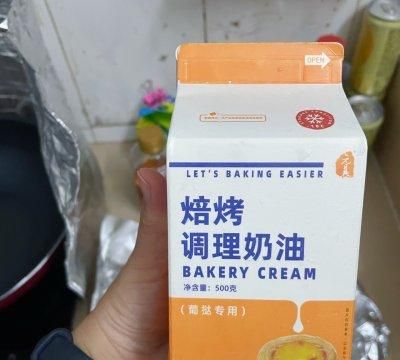 OPEN
LET'S BAKING EASIER
焙烤
调理奶油
BAKERY CREAM
净含量：500克
（葡挞专用）